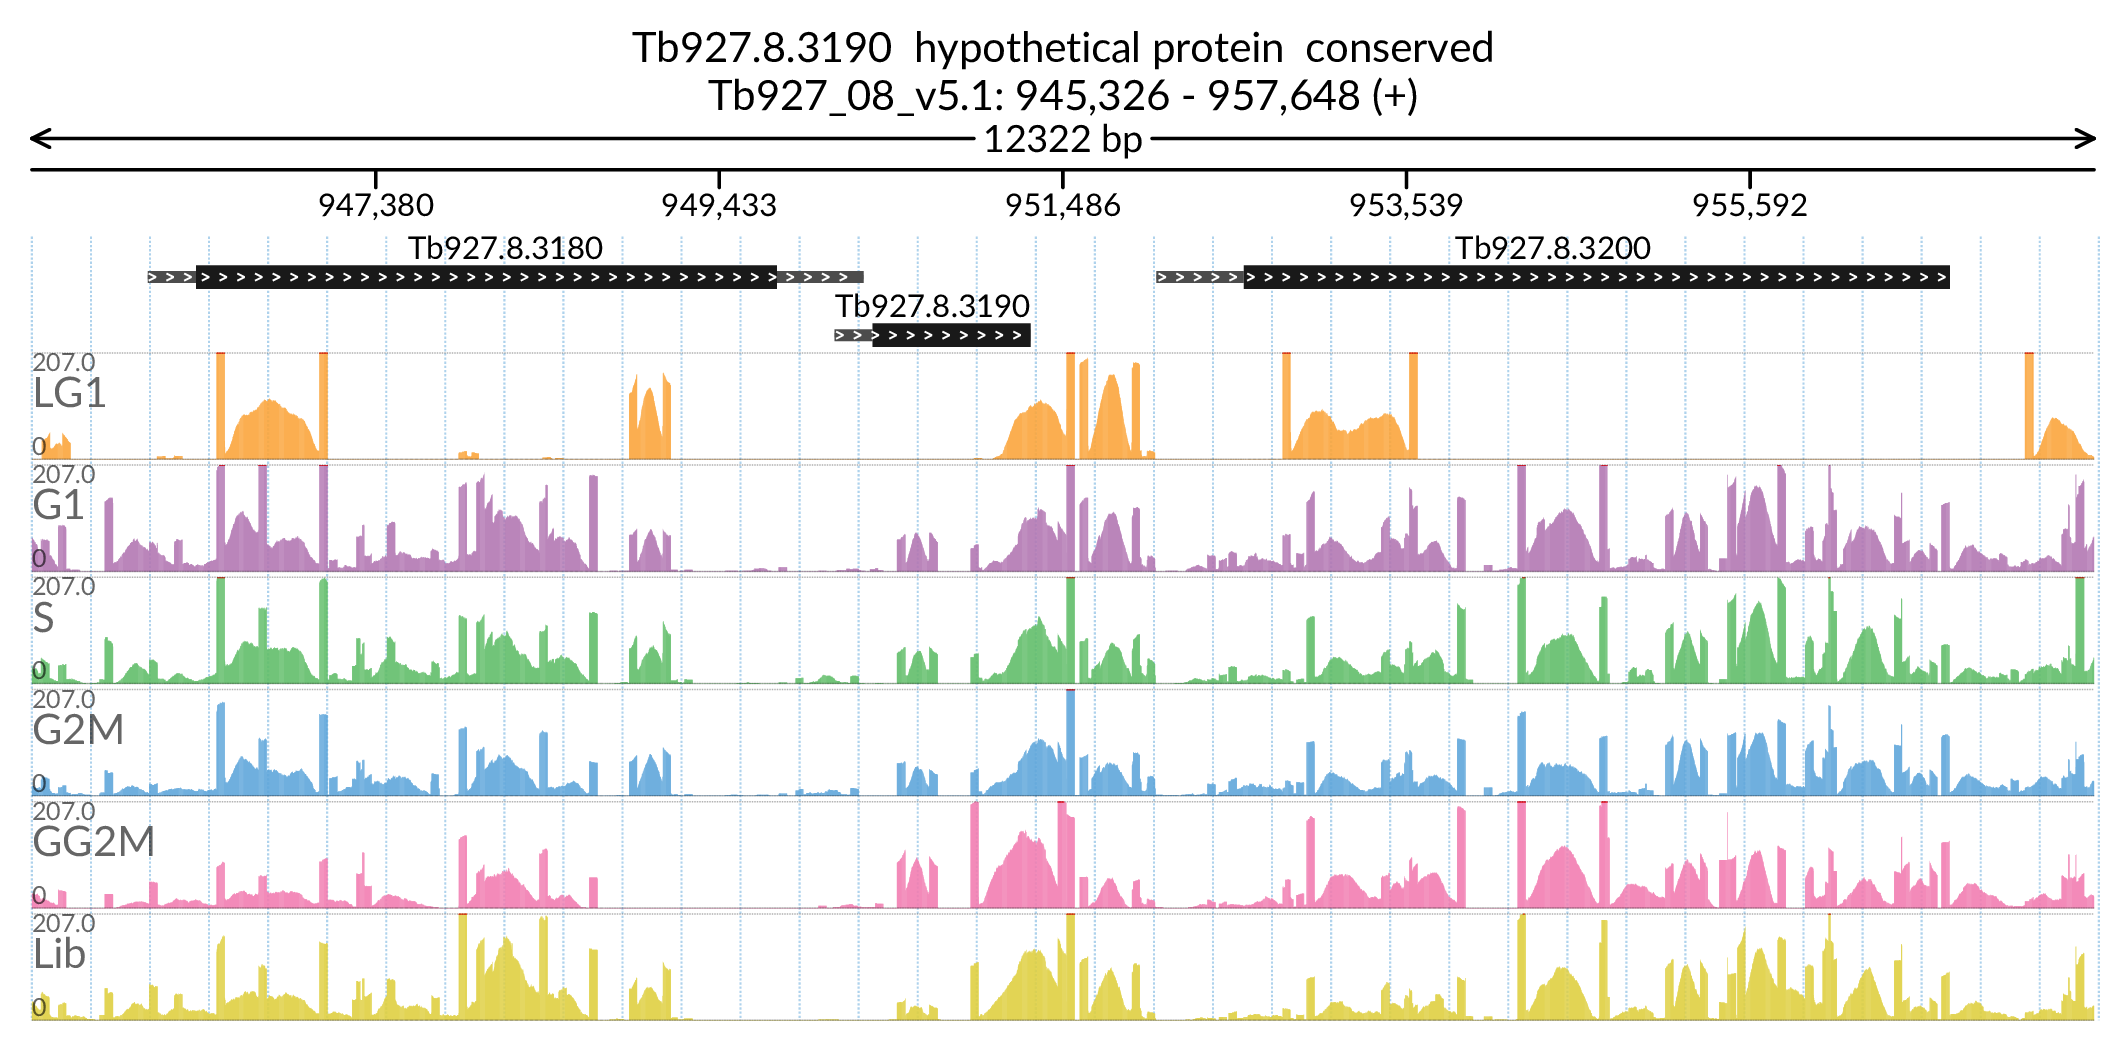 Tb927.8.3190  hypothetical protein  conserved
Tb927_08_v5.1: 945,326 - 957,648 (+)
12322 bp
947,380 949,433 951,486 953,539 955,592
Tb927.8.3180 Tb927.8.3200
Tb927.8.3190
207.0
LG1
0
207.0
G1
0
207.0
S
0
207.0
G2M
0
207.0
GG2M
0
207.0
Lib
0